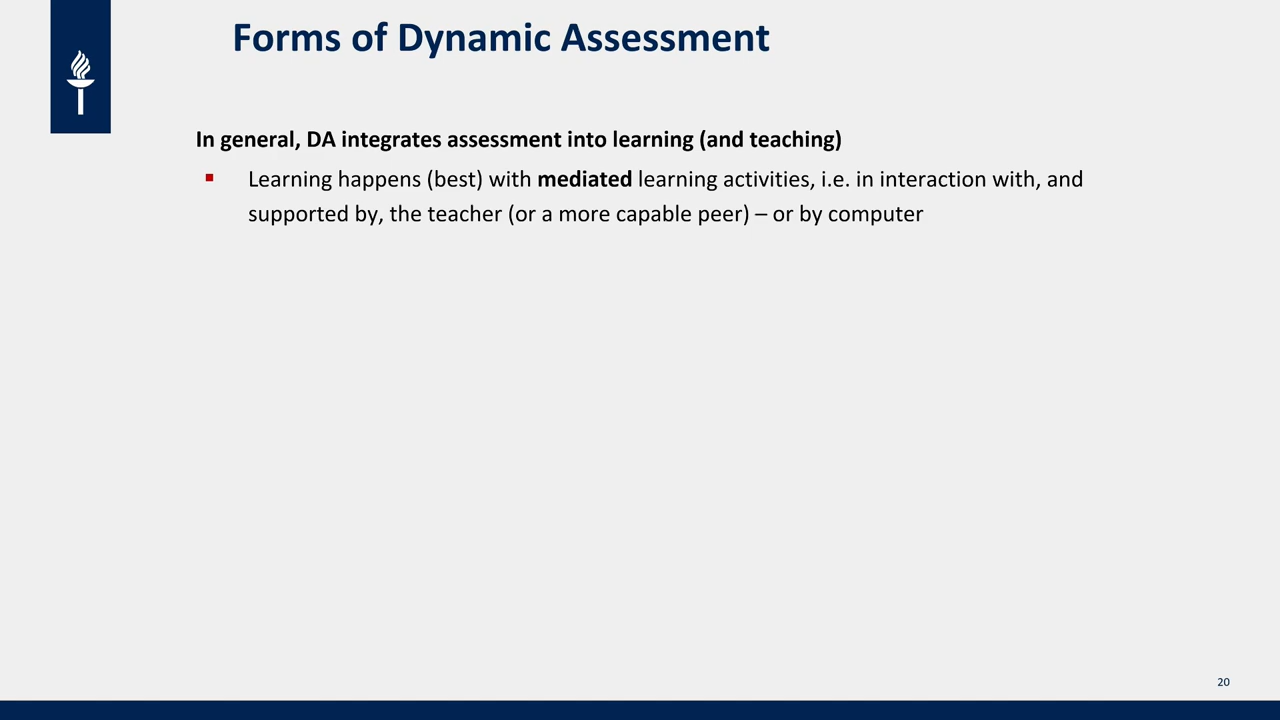 Forms of Dynamic Assessment
In general, DA integrates assessment into learning (and teaching)
▪ Learning happens (best) with mediated learning activities, i.e. in interaction with, and
supported by, the teacher (or a more capable peer) – or by computer
20